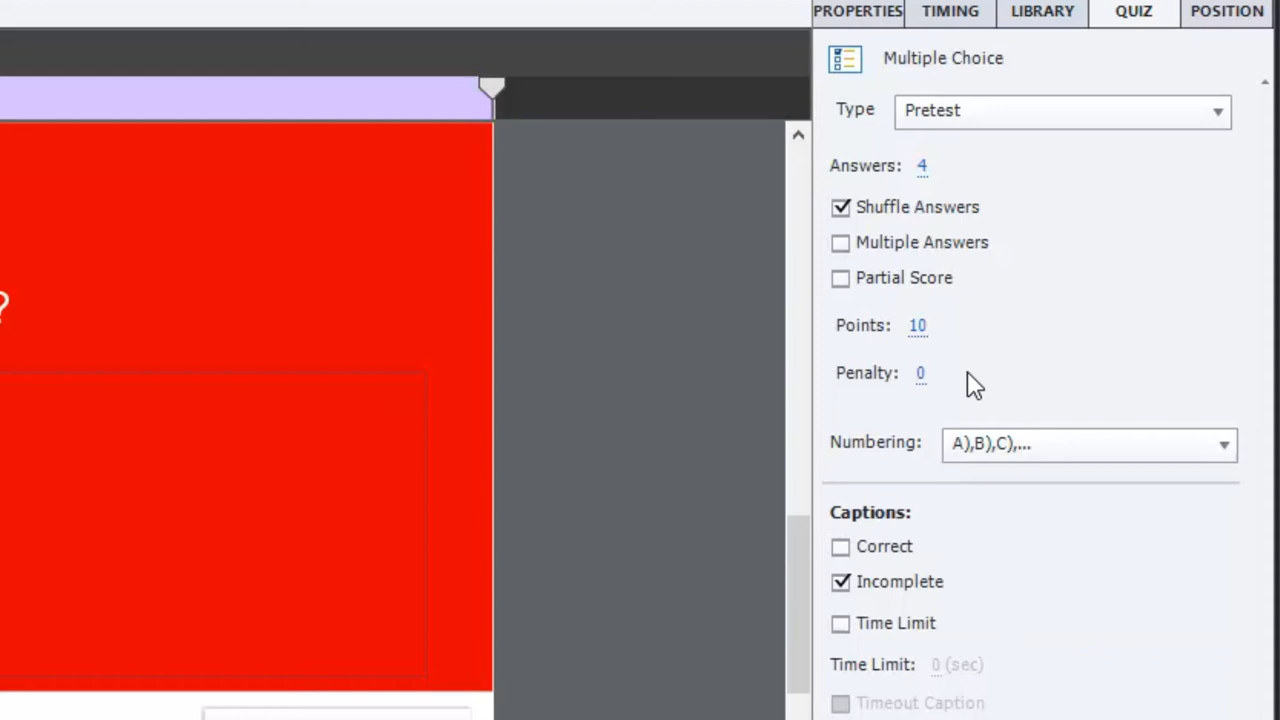 PROPERTIES TIMING LIBRARY QUIZ POSITION
Multiple Choice
Type Pretest
Answers: 4
Shuffle Answers
Multiple Answers
Partial Score
?
Points: 10
Penalty: 0
Numbering: A),B),C),...
Captions:
Correct
Incomplete
Time Limit
Time Limit: 0 (sec)
Timeout Caption